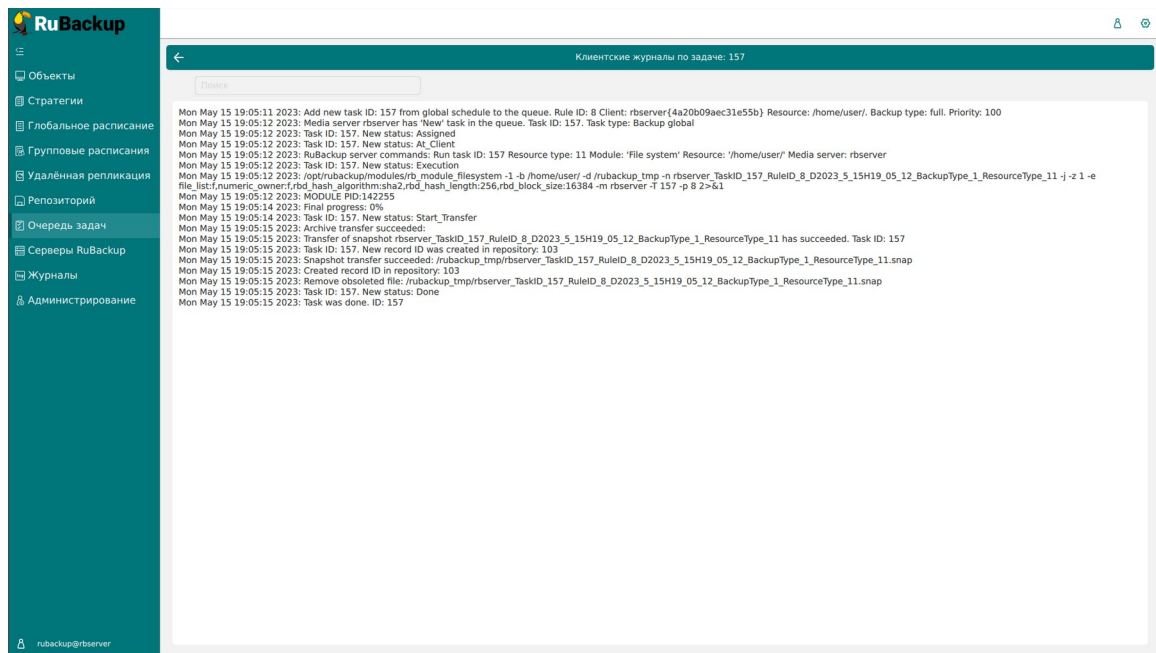 RuBackup
Клиентские журналы по задаче: 157
Объекты
Стратегии
Глобальное расписание
Групповые расписания
Удалённая репликация
Репозиторий
Очередь задач
Серверы RuBackup
Журналы
Администрирование
rubackup@rbserver
Поиск
Mon May 15 19:05:11 2023: Add new task ID: 157 from global schedule to the queue. Rule ID: 8 Client: rbserver{4a20b09aec31e55b} Resource: /home/user/. Backup type: full. Priority: 100
Mon May 15 19:05:12 2023: Media server rbserver has 'New' task in the queue. Task ID: 157. Task type: Backup global
Mon May 15 19:05:12 2023: Task ID: 157. New status: Assigned
Mon May 15 19:05:12 2023: Task ID: 157. New status: At_Client
Mon May 15 19:05:12 2023: RuBackup server commands: Run task ID: 157 Resource type: 11 Module: 'File system' Resource: '/home/user/' Media server: rbserver
Mon May 15 19:05:12 2023: Task ID: 157. New status: Execution
Mon May 15 19:05:12 2023: /opt/rubackup/modules/rb_module_filesystem -1 -b /home/user/ -d /rubackup_tmp -n rbserver_TaskID_157_RuleID_8_D2023_5_15H19_05_12_BackupType_1_ResourceType_11 -j -z 1 -e
file_list:f,numeric_owner:f,rbd_hash_algorithm:sha2,rbd_hash_length:256,rbd_block_size:16384 -m rbserver -T 157 -p 8 2>&1
Mon May 15 19:05:12 2023: MODULE PID:142255
Mon May 15 19:05:14 2023: Final progress: 0%
Mon May 15 19:05:14 2023: Task ID: 157. New status: Start_Transfer
Mon May 15 19:05:15 2023: Archive transfer succeeded:
Mon May 15 19:05:15 2023: Transfer of snapshot rbserver_TaskID_157_RuleID_8_D2023_5_15H19_05_12_BackupType_1_ResourceType_11 has succeeded. Task ID: 157
Mon May 15 19:05:15 2023: Task ID: 157. New record ID was created in repository: 103
Mon May 15 19:05:15 2023: Snapshot transfer succeeded: /rubackup_tmp/rbserver_TaskID_157_RuleID_8_D2023_5_15H19_05_12_BackupType_1_ResourceType_11.snap
Mon May 15 19:05:15 2023: Created record ID in repository: 103
Mon May 15 19:05:15 2023: Remove obsoleted file: /rubackup_tmp/rbserver_TaskID_157_RuleID_8_D2023_5_15H19_05_12_BackupType_1_ResourceType_11.snap
Mon May 15 19:05:15 2023: Task ID: 157. New status: Done
Mon May 15 19:05:15 2023: Task was done. ID: 157